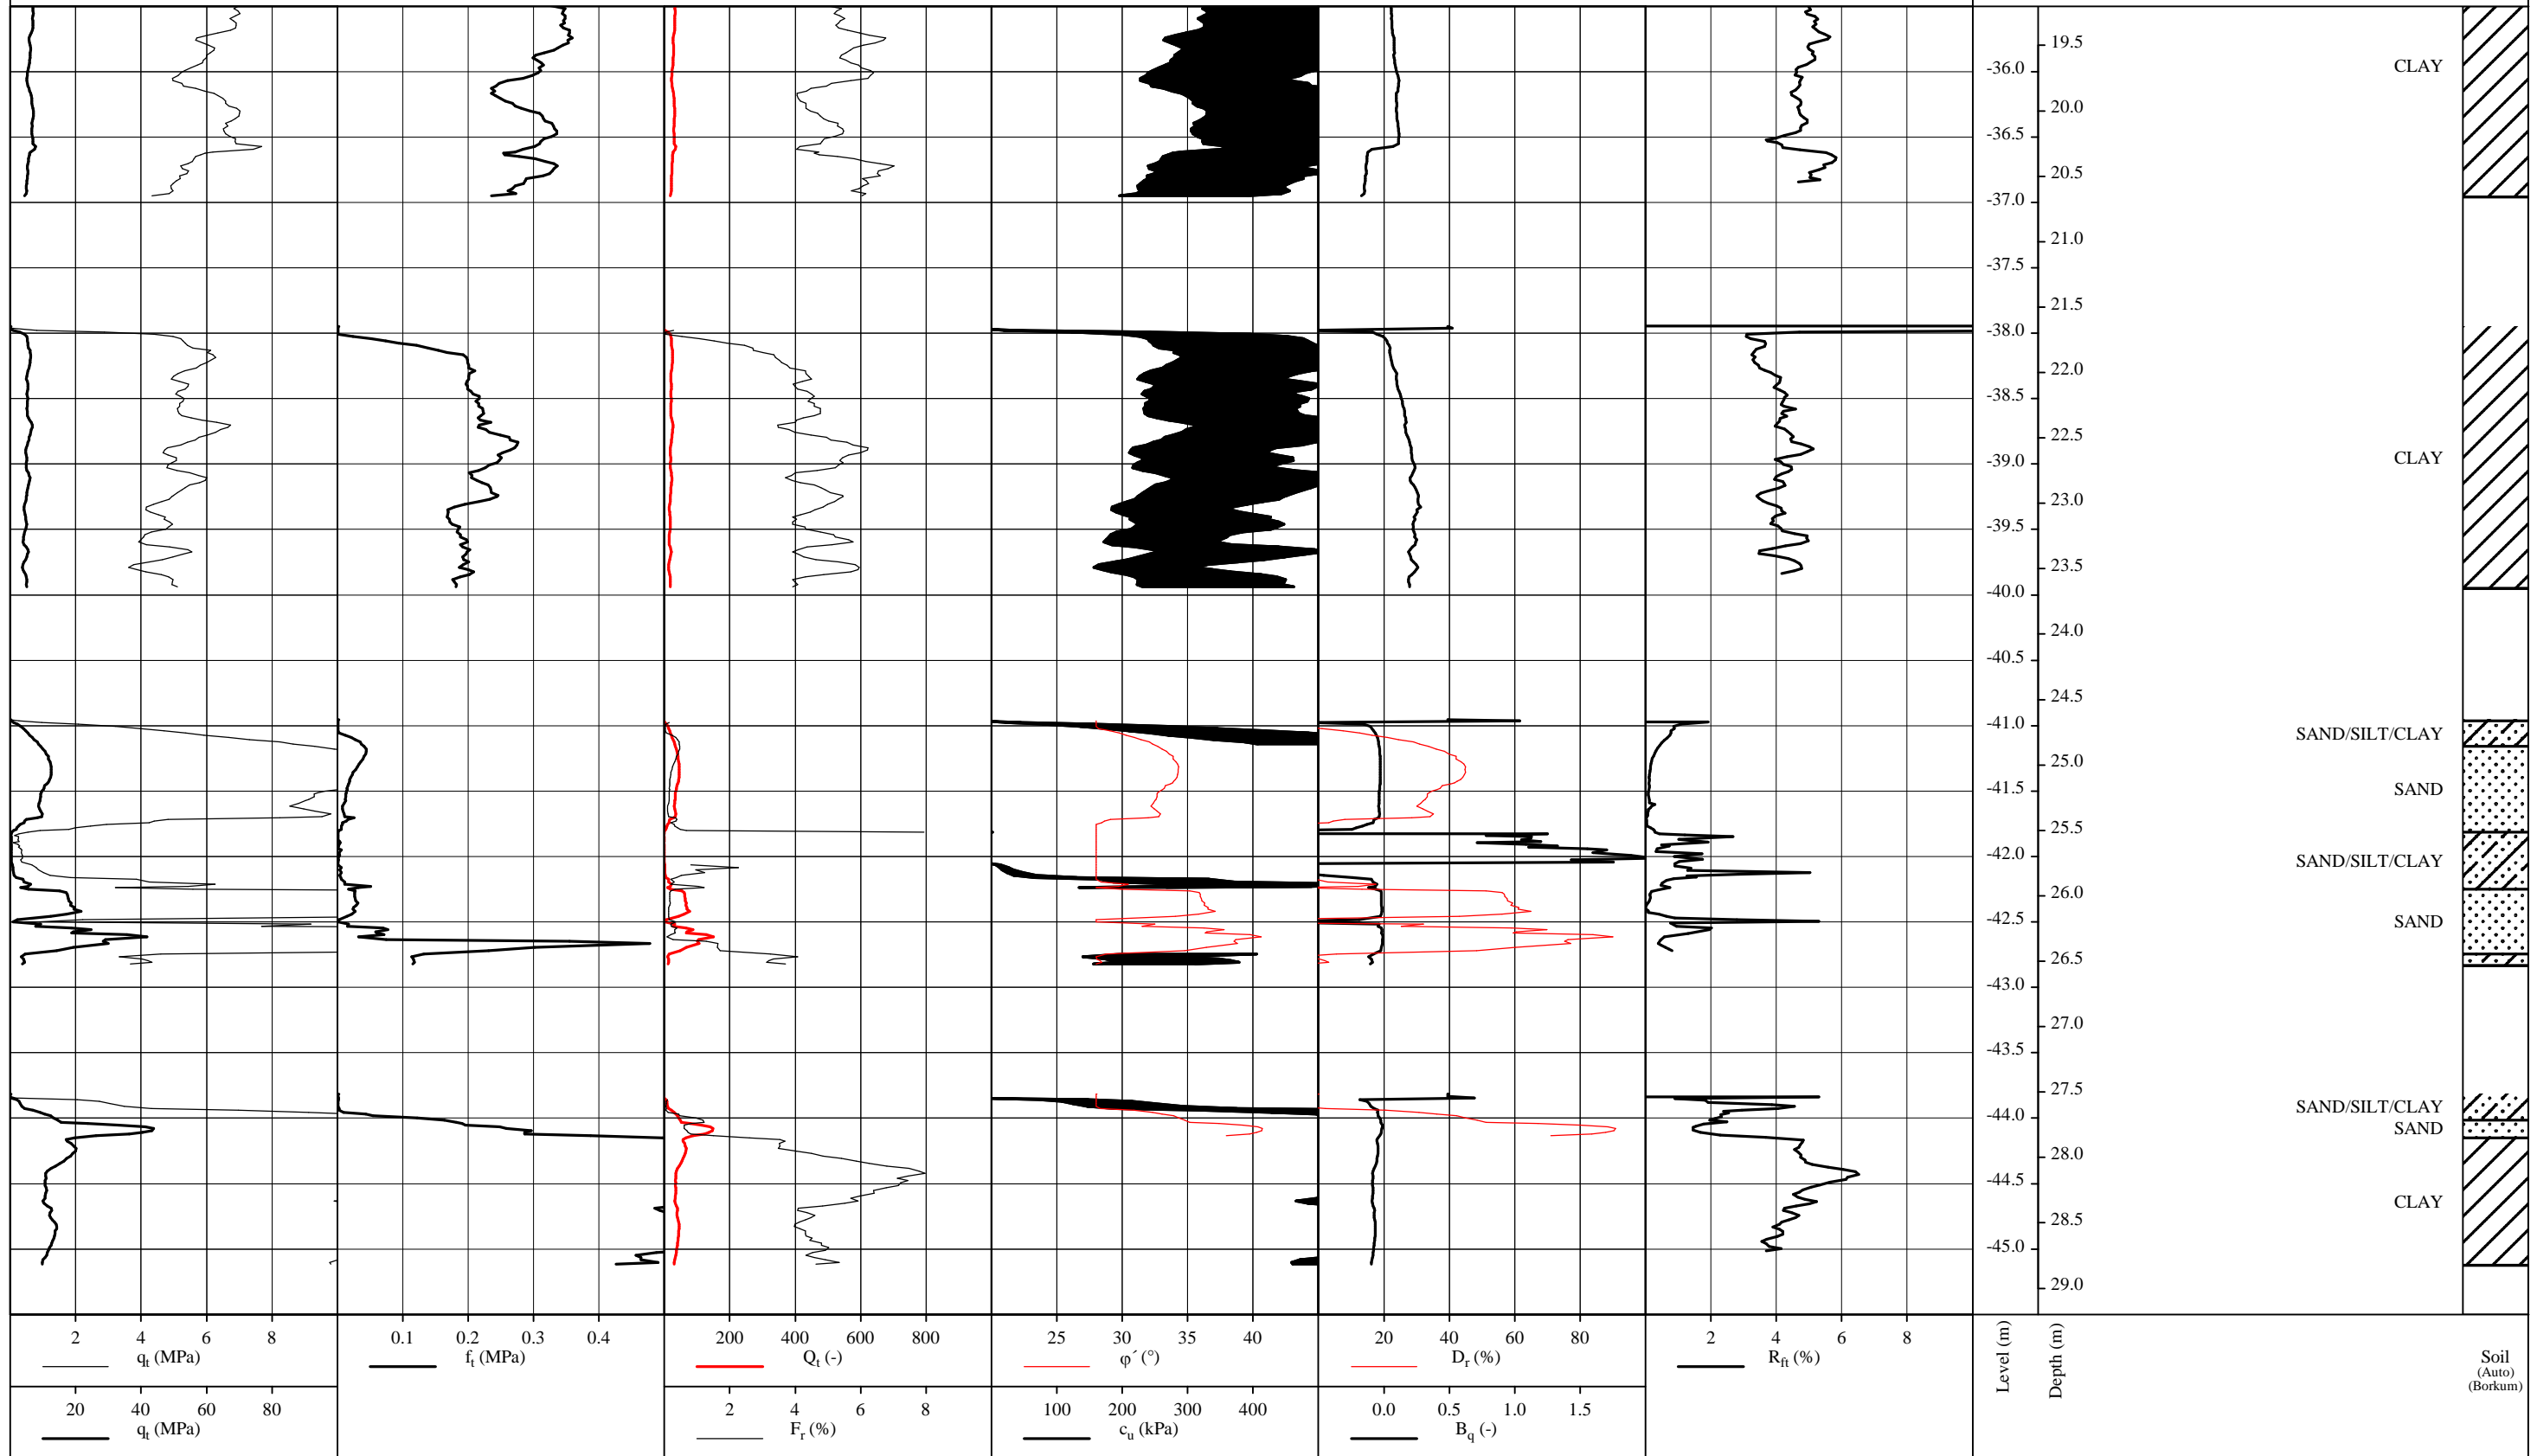 19.5
-36.0
CLAY
20.0
-36.5
20.5
-37.0
21.0
-37.5
21.5
-38.0
22.0
-38.5
22.5
-39.0
CLAY
23.0
-39.5
23.5
-40.0
24.0
-40.5
24.5
-41.0
SAND/SILT/CLAY
25.0
-41.5
SAND
25.5
-42.0
SAND/SILT/CLAY
26.0
-42.5
SAND
26.5
-43.0
27.0
-43.5
27.5
-44.0
SAND/SILT/CLAY
SAND
28.0
-44.5
CLAY
28.5
-45.0
29.0
2 4 6 8 0.1 0.2 0.3 0.4 200 400 600 800 25 30 35 40 20 40 60 80 2 4 6 8
qt (MPa) ft (MPa) Qt (-) φ´ (°) Dr (%) Rft (%)
Level (m)
Depth (m)
Soil
(Auto)
(Borkum)
20 40 60 80 2 4 6 8 100 200 300 400 0.0 0.5 1.0 1.5
qt (MPa) Fr (%) cu (kPa) Bq (-)